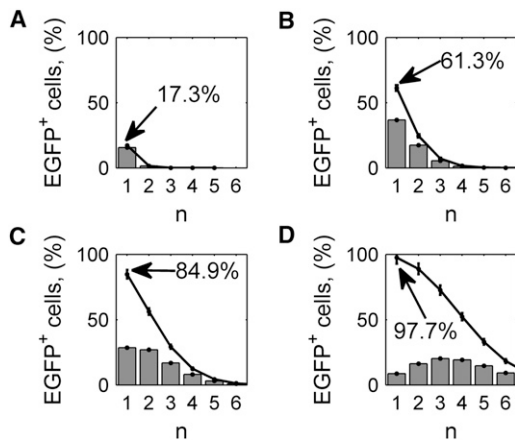 A
EGFP+ cells, (%)
100
50
0
17.3%
1 2 3 4 5 6
n
B
EGFP+ cells, (%)
100
50
0
61.3%
1 2 3 4 5 6
n
C
EGFP+ cells, (%)
100
50
0
84.9%
1 2 3 4 5 6
n
D
EGFP+ cells, (%)
100
50
0
97.7%
1 2 3 4 5 6
n